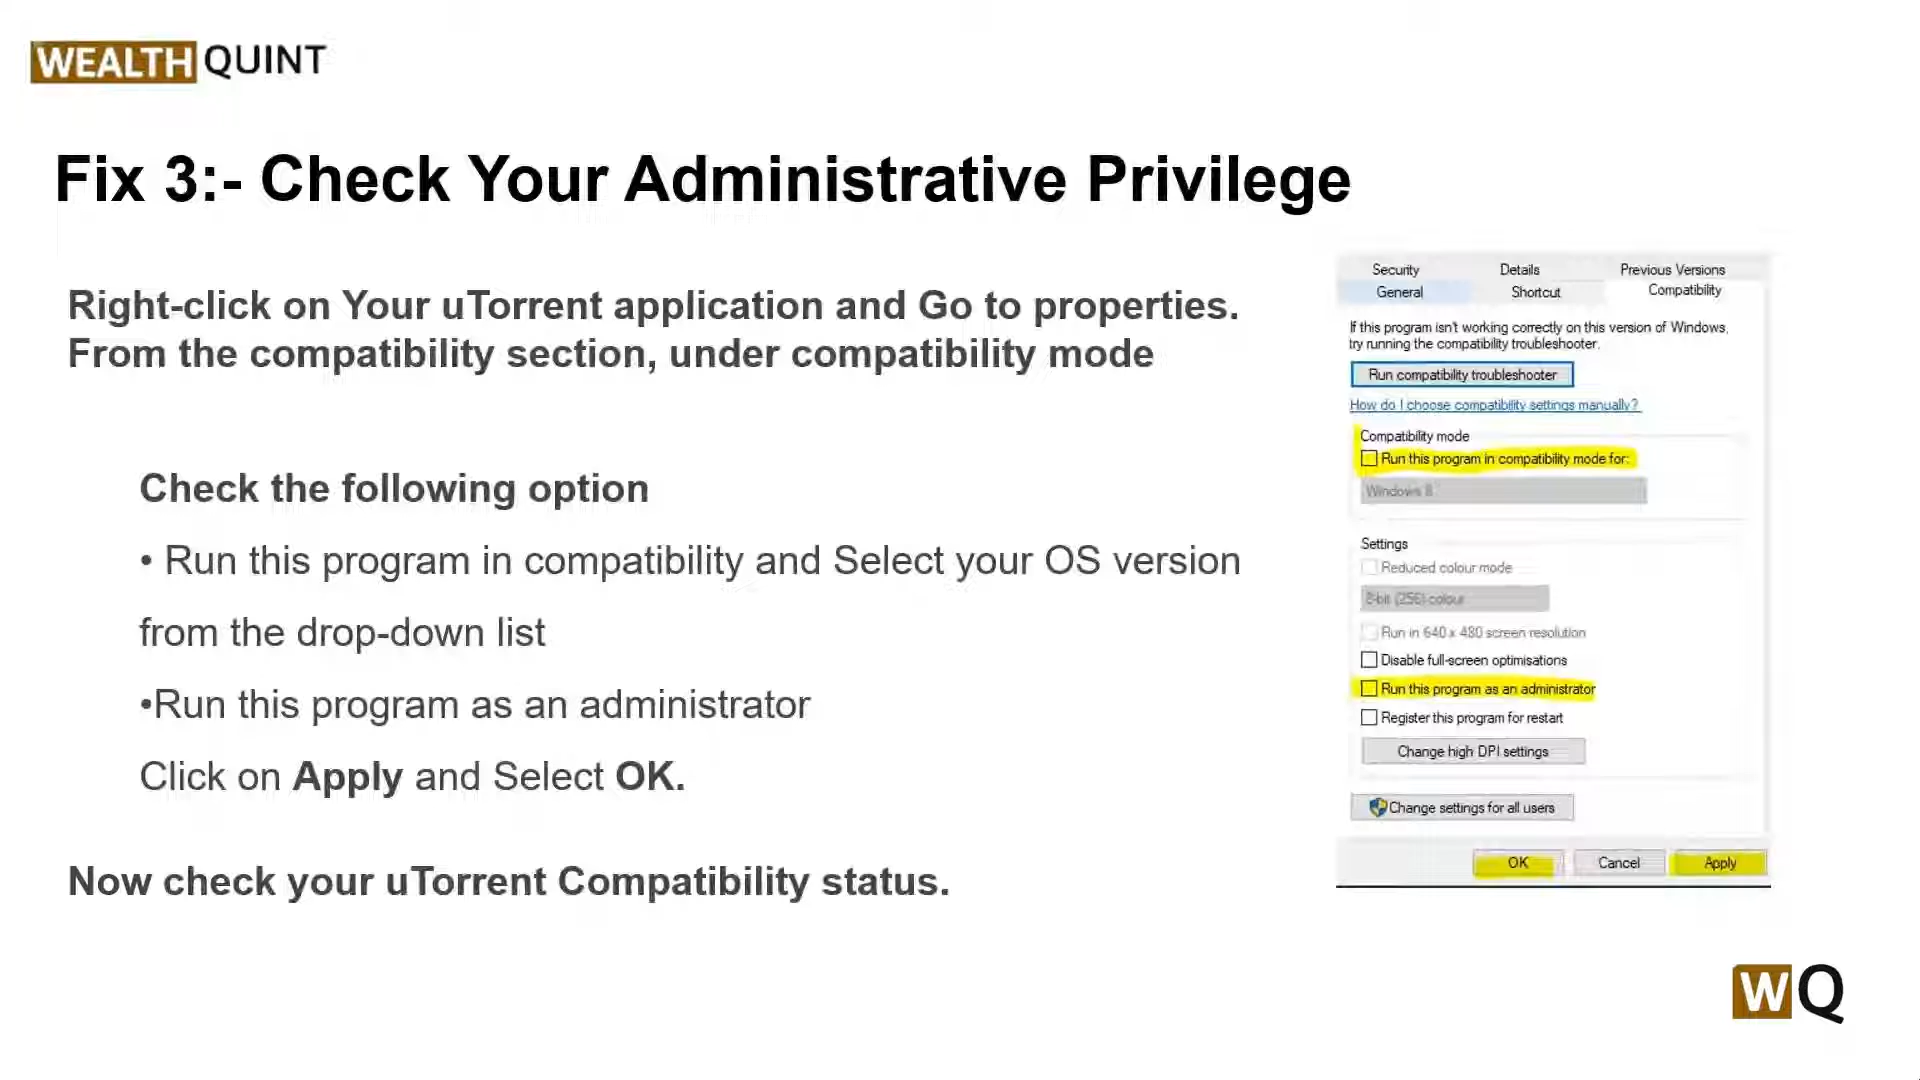 WEALTH QUINT
Fix 3:- Check Your Administrative Privilege
Right-click on Your uTorrent application and Go to properties.
From the compatibility section, under compatibility mode
Check the following option
• Run this program in compatibility and Select your OS version
from the drop-down list
•Run this program as an administrator
Click on Apply and Select OK.
Now check your uTorrent Compatibility status.
Security Details Previous Versions
General Shortcut Compatibility
If this program isn't working correctly on this version of Windows,
try running the compatibility troubleshooter.
Run compatibility troubleshooter
How do I choose compatibility settings manually?
Compatibility mode
Run this program in compatibility mode for:
Windows 8
Settings
Reduced colour mode
8-bit (256) colour
Run in 640 x 480 screen resolution
Disable full-screen optimisations
Run this program as an administrator
Register this program for restart
Change high DPI settings
Change settings for all users
OK Cancel Apply
WQ